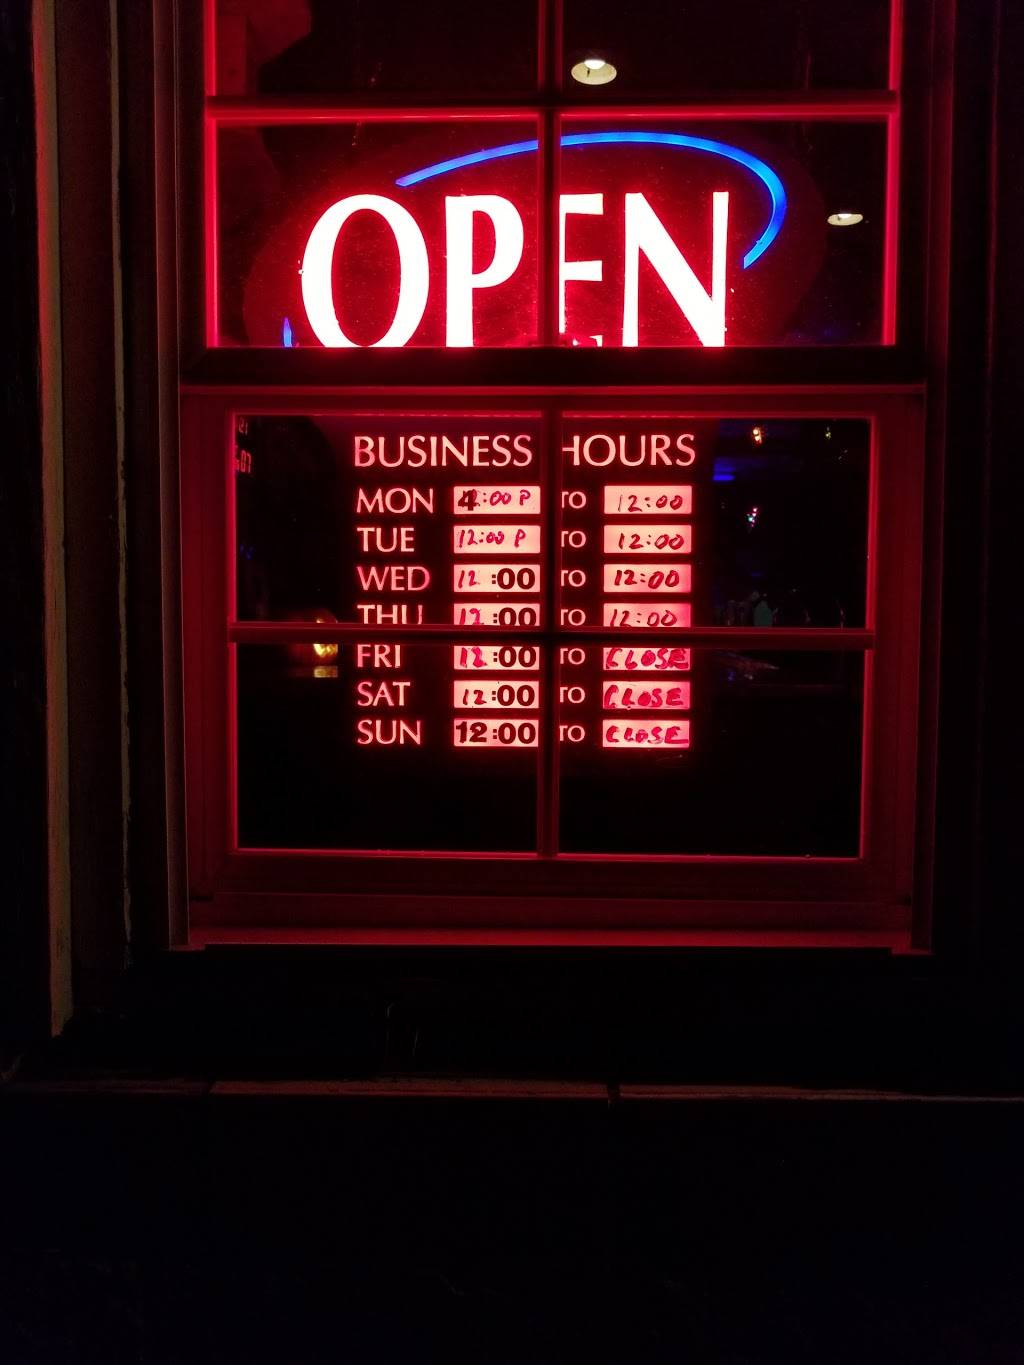 OPEN
BUSINESS HOURS
MON 4:00 P TO 12:00
TUE 12:00 P TO 12:00
WED 12:00 TO 12:00
THU 12:00 TO 12:00
FRI 12:00 TO CLOSE
SAT 12:00 TO CLOSE
SUN 12:00 TO CLOSE